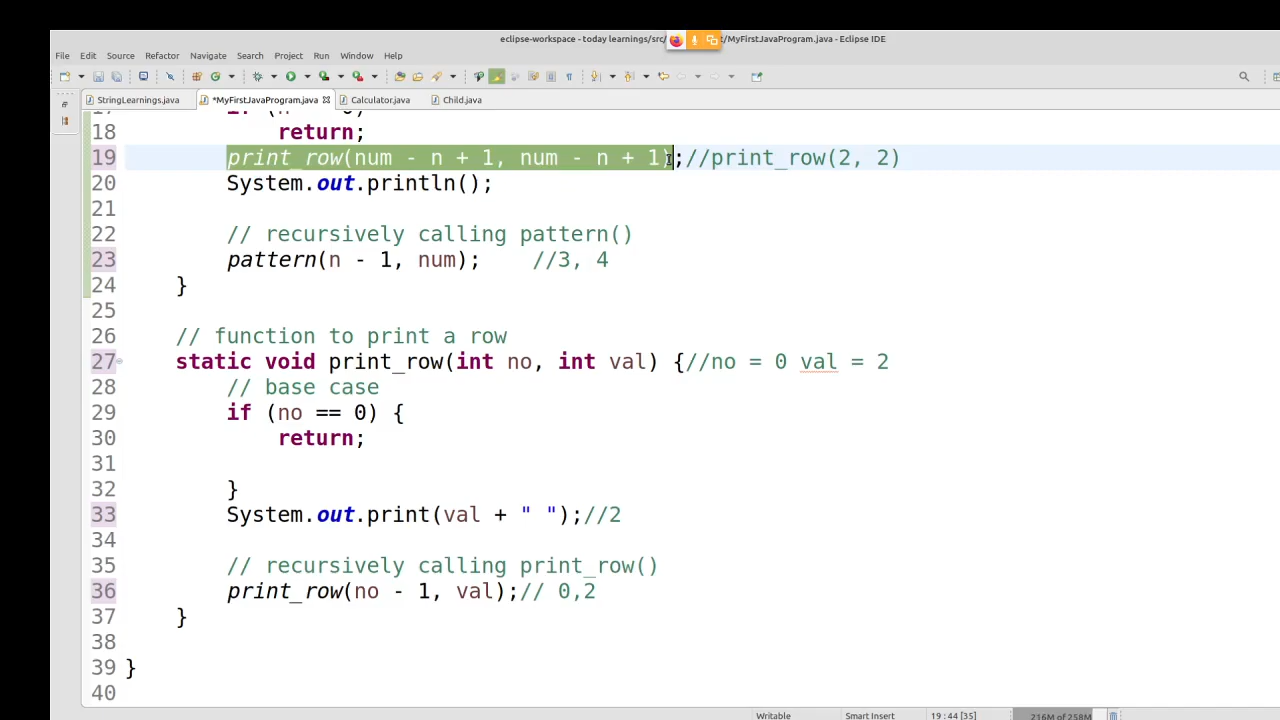 eclipse-workspace - today learnings/src/ t/MyFirstJavaProgram.java - Eclipse IDE
File Edit Source Refactor Navigate Search Project Run Window Help
StringLearnings.java *MyFirstJavaProgram.java Calculator.java Child.java
18 return;
19 print_row(num - n + 1, num - n + 1);//print_row(2, 2)
20 System.out.println();
21
22 // recursively calling pattern()
23 pattern(n - 1, num); //3, 4
24 }
25
26 // function to print a row
27 static void print_row(int no, int val) {//no = 0 val = 2
28 // base case
29 if (no == 0) {
30 return;
31
32 }
33 System.out.print(val + " ");//2
34
35 // recursively calling print_row()
36 print_row(no - 1, val);// 0,2
37 }
38
39 }
40
Writable Smart Insert 19 : 44 [35] 216M of 258M